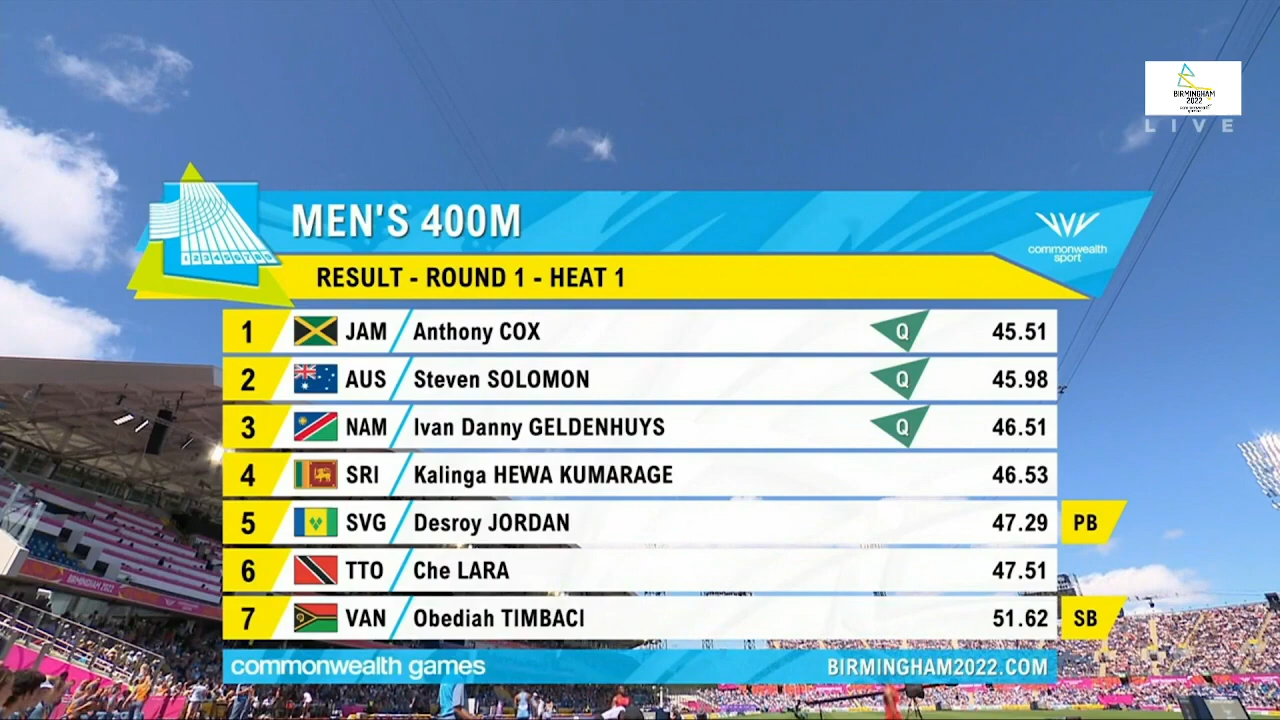 BIRMINGHAM
2022
LIVE
MEN'S 400M
commonwealth
sport
RESULT - ROUND 1 - HEAT 1
1 JAM Anthony COX Q 45.51
2 AUS Steven SOLOMON Q 45.98
3 NAM Ivan Danny GELDENHUYS Q 46.51
4 SRI Kalinga HEWA KUMARAGE 46.53
5 SVG Desroy JORDAN 47.29 PB
6 TTO Che LARA 47.51
7 VAN Obediah TIMBACI 51.62 SB
commonwealth games BIRMINGHAM2022.COM